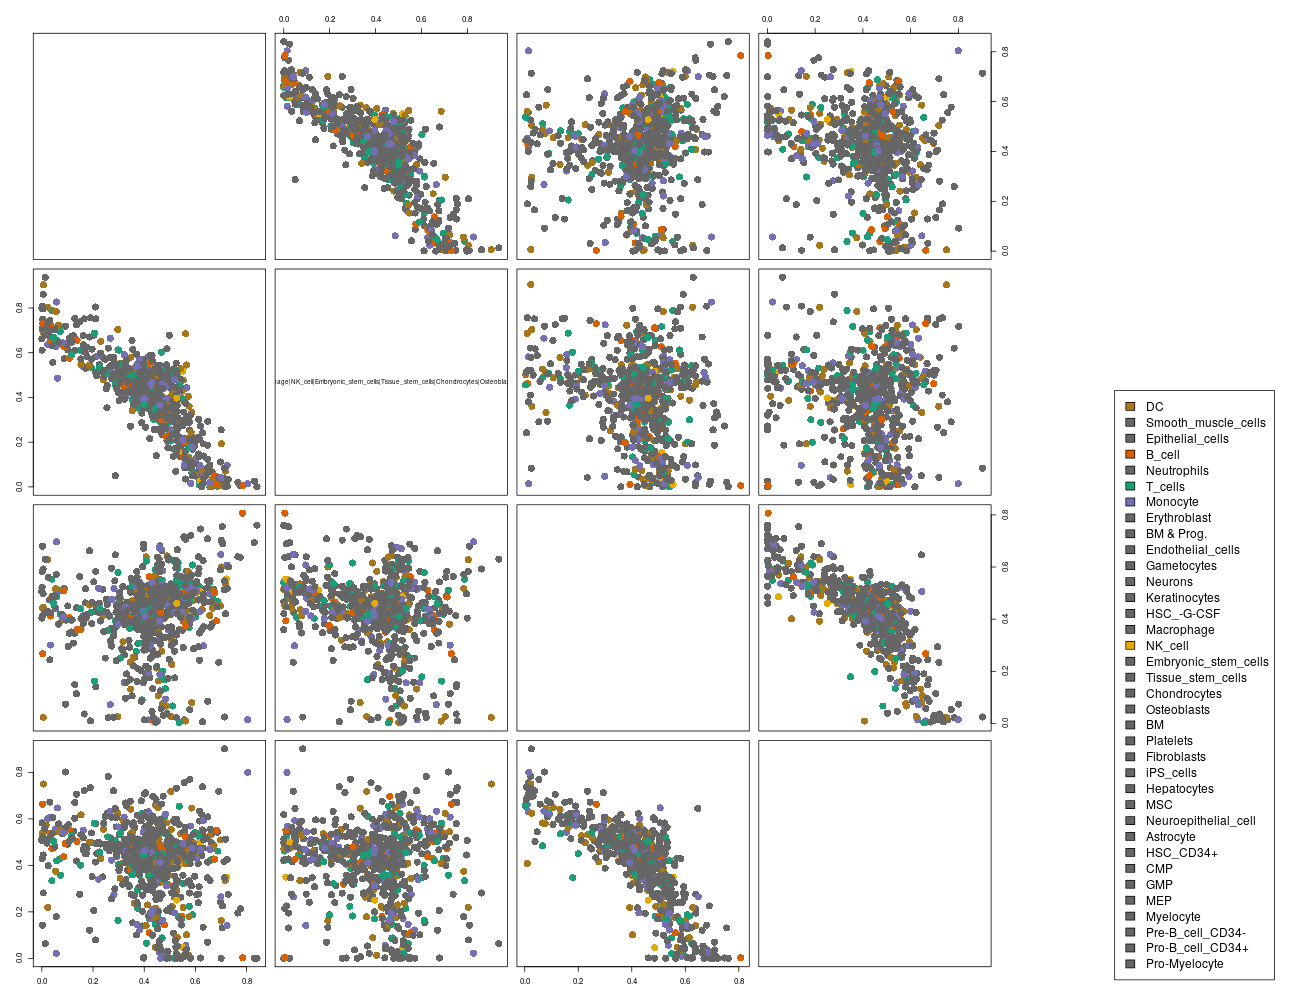 0.0 0.2 0.4 0.6 0.8
0.0 0.2 0.4 0.6 0.8
0.0 0.2 0.4 0.6 0.8
0.0 0.2 0.4 0.6 0.8
age|NK_cell|Embryonic_stem_cells|Tissue_stem_cells|Chondrocytes|Osteobla
0.0 0.2 0.4 0.6 0.8
0.0 0.2 0.4 0.6 0.8
0.0 0.2 0.4 0.6 0.8
0.0 0.2 0.4 0.6 0.8
DC
Smooth_muscle_cells
Epithelial_cells
B_cell
Neutrophils
T_cells
Monocyte
Erythroblast
BM & Prog.
Endothelial_cells
Gametocytes
Neurons
Keratinocytes
HSC_-G-CSF
Macrophage
NK_cell
Embryonic_stem_cells
Tissue_stem_cells
Chondrocytes
Osteoblasts
BM
Platelets
Fibroblasts
iPS_cells
Hepatocytes
MSC
Neuroepithelial_cell
Astrocyte
HSC_CD34+
CMP
GMP
MEP
Myelocyte
Pre-B_cell_CD34-
Pro-B_cell_CD34+
Pro-Myelocyte